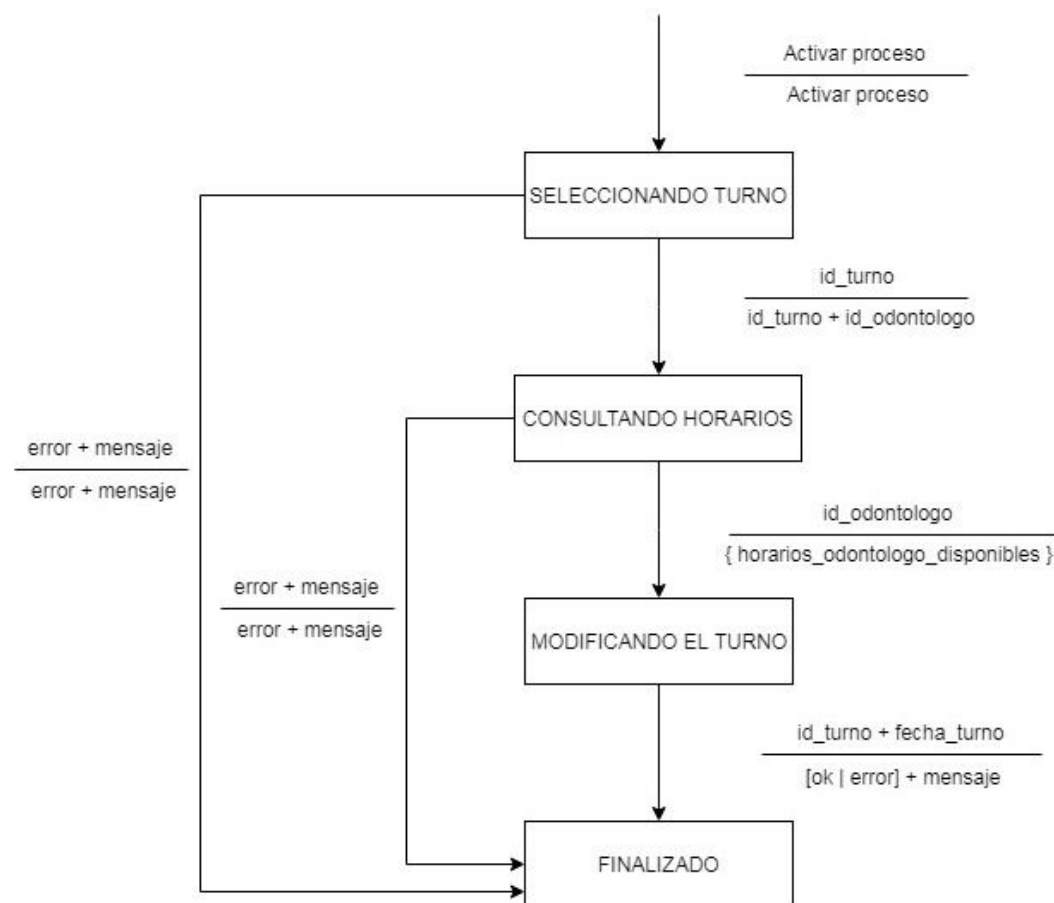 Activar proceso
Activar proceso
SELECCIONANDO TURNO
id_turno
id_turno + id_odontologo
CONSULTANDO HORARIOS
error + mensaje
error + mensaje
id_odontologo
{ horarios_odontologo_disponibles }
error + mensaje
error + mensaje
MODIFICANDO EL TURNO
id_turno + fecha_turno
[ok | error] + mensaje
FINALIZADO